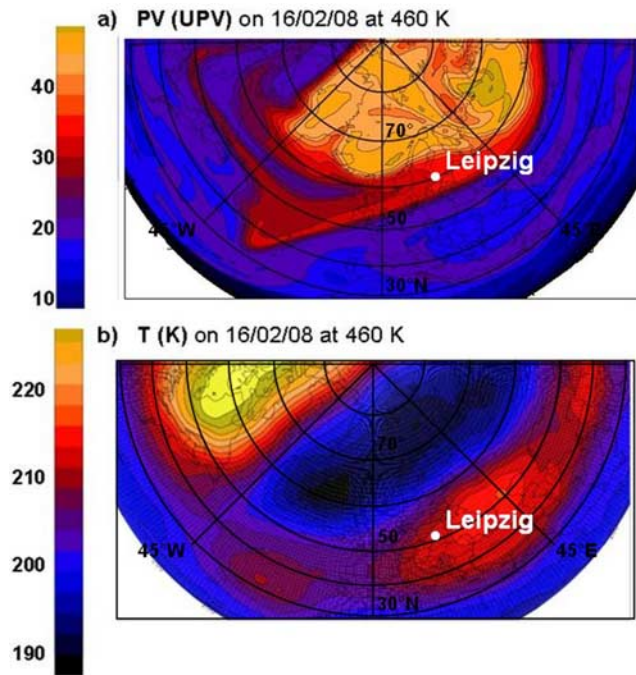 a) PV (UPV) on 16/02/08 at 460 K
40
30
20
10
70°
Leipzig
50
45°W
45°E
30°N
b) T (K) on 16/02/08 at 460 K
220
210
200
190
70
Leipzig
50
45°W
45°E
30°N